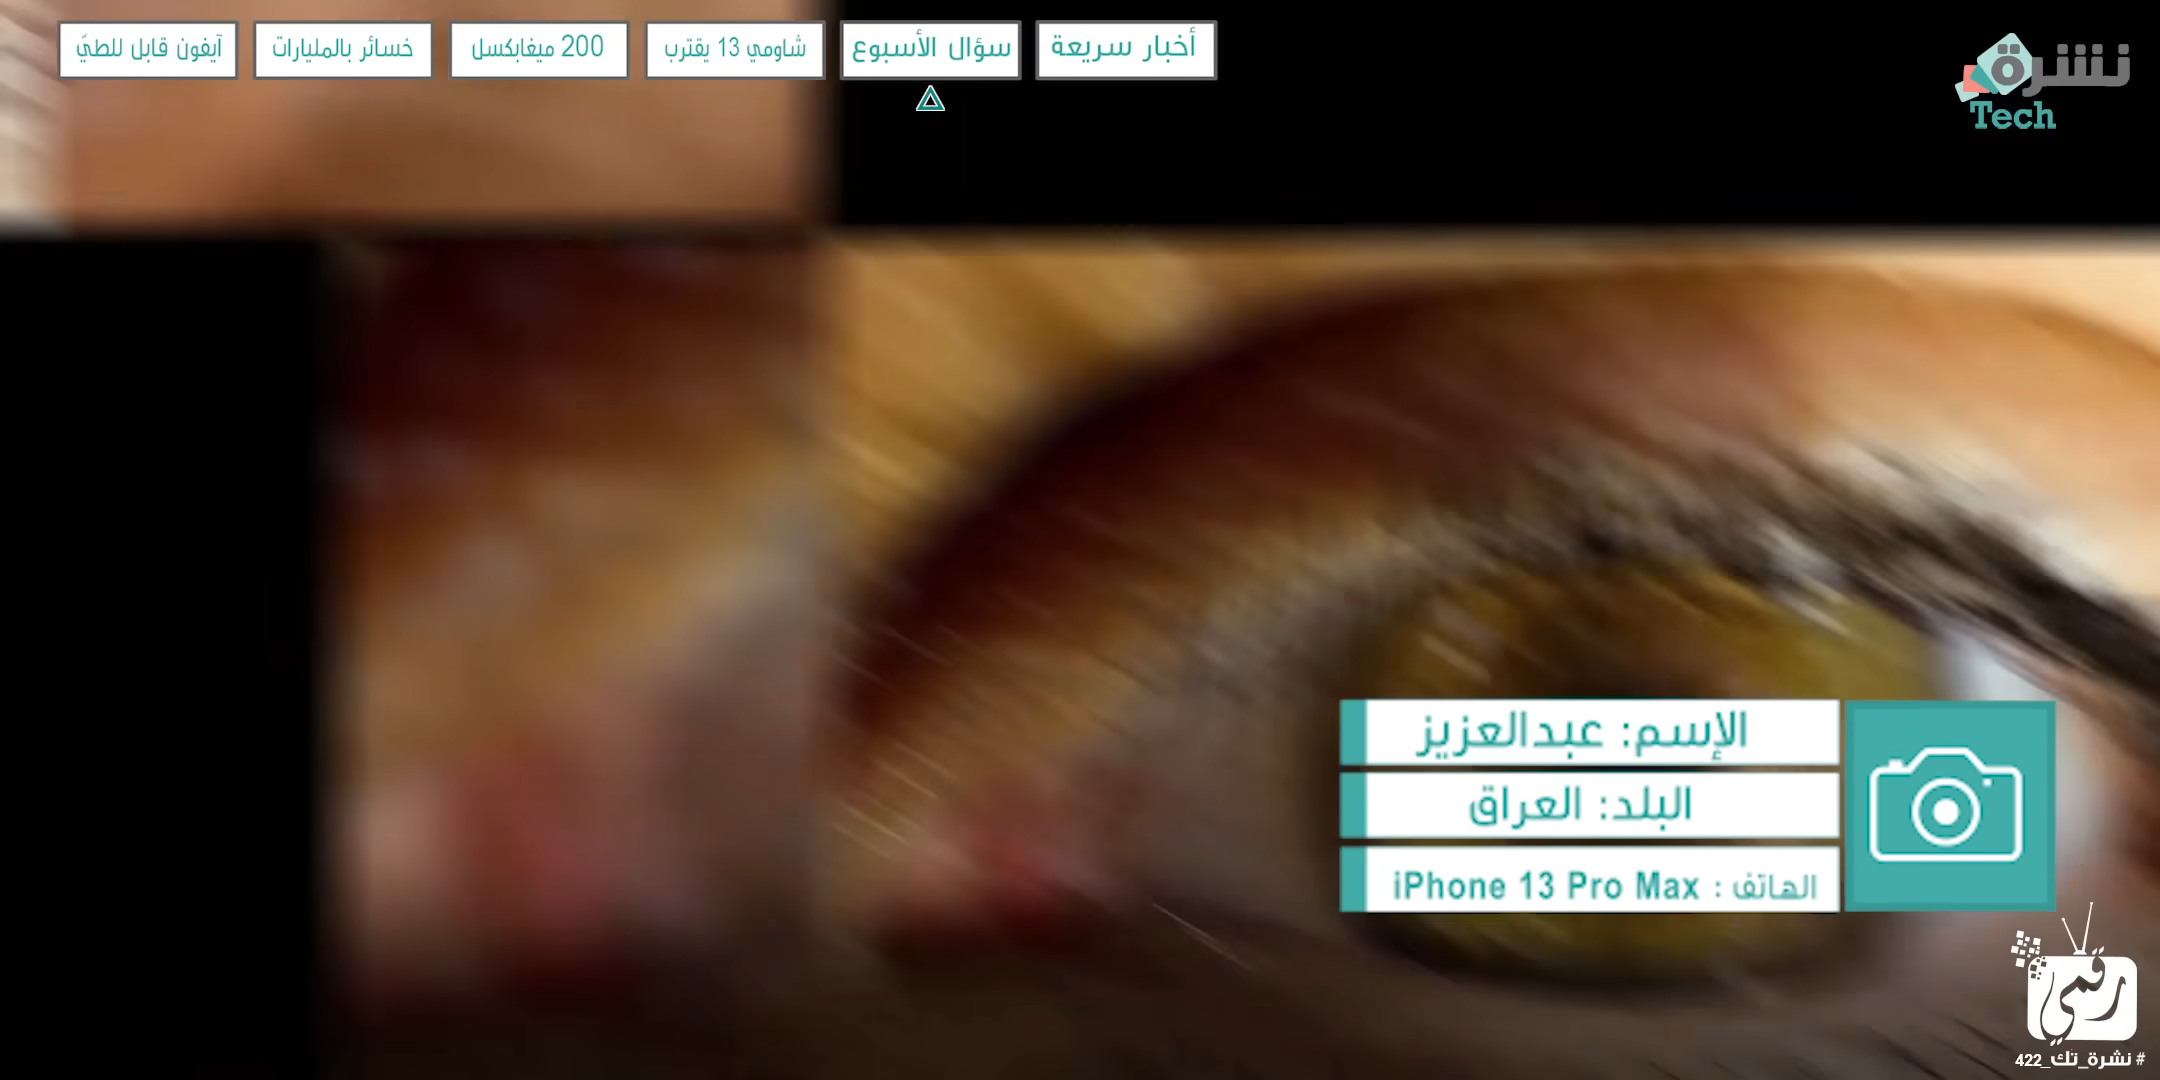 أخبار سريعة
سؤال الأسبوع
شاومي 13 يقترب
200 ميغابكسل
خسائر بالمليارات
آيفون قابل للطيّ
نشرة
Tech
الإسم: عبدالعزيز
البلد: العراق
الهاتف : iPhone 13 Pro Max
رقمي
# نشرة_تك_422